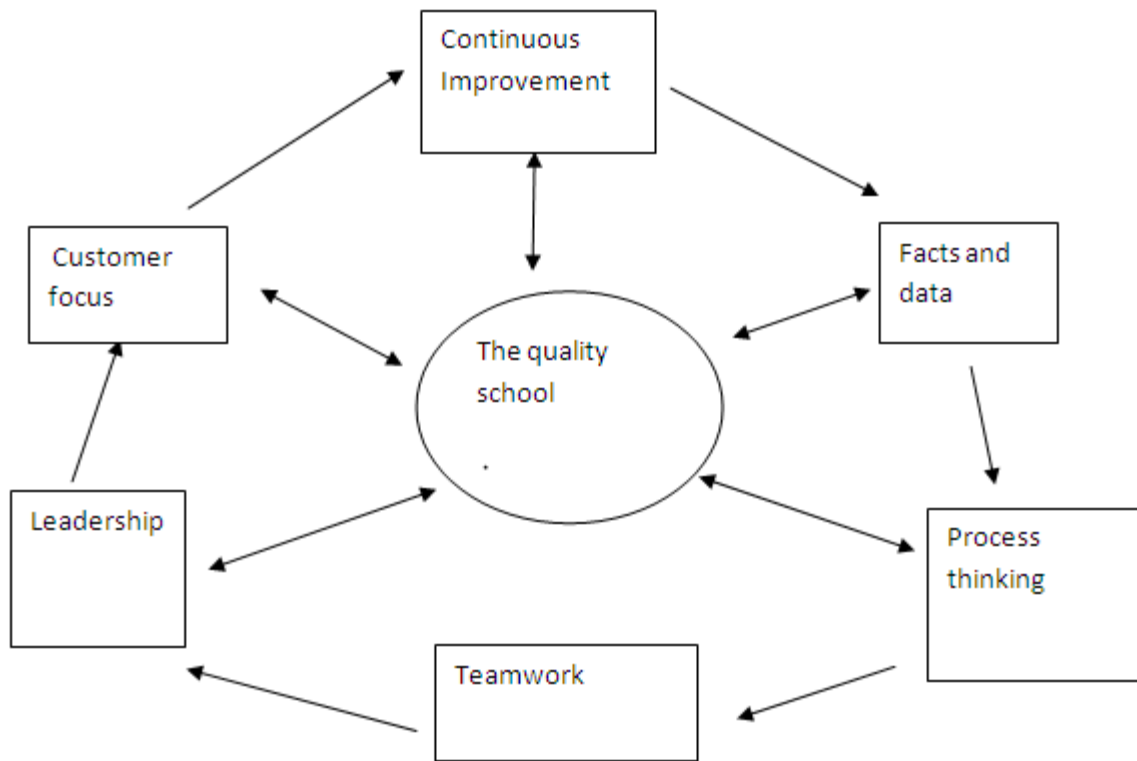 Continuous
Improvement
Customer
focus
Facts and
data
The quality
school
.
Leadership
Process
thinking
Teamwork